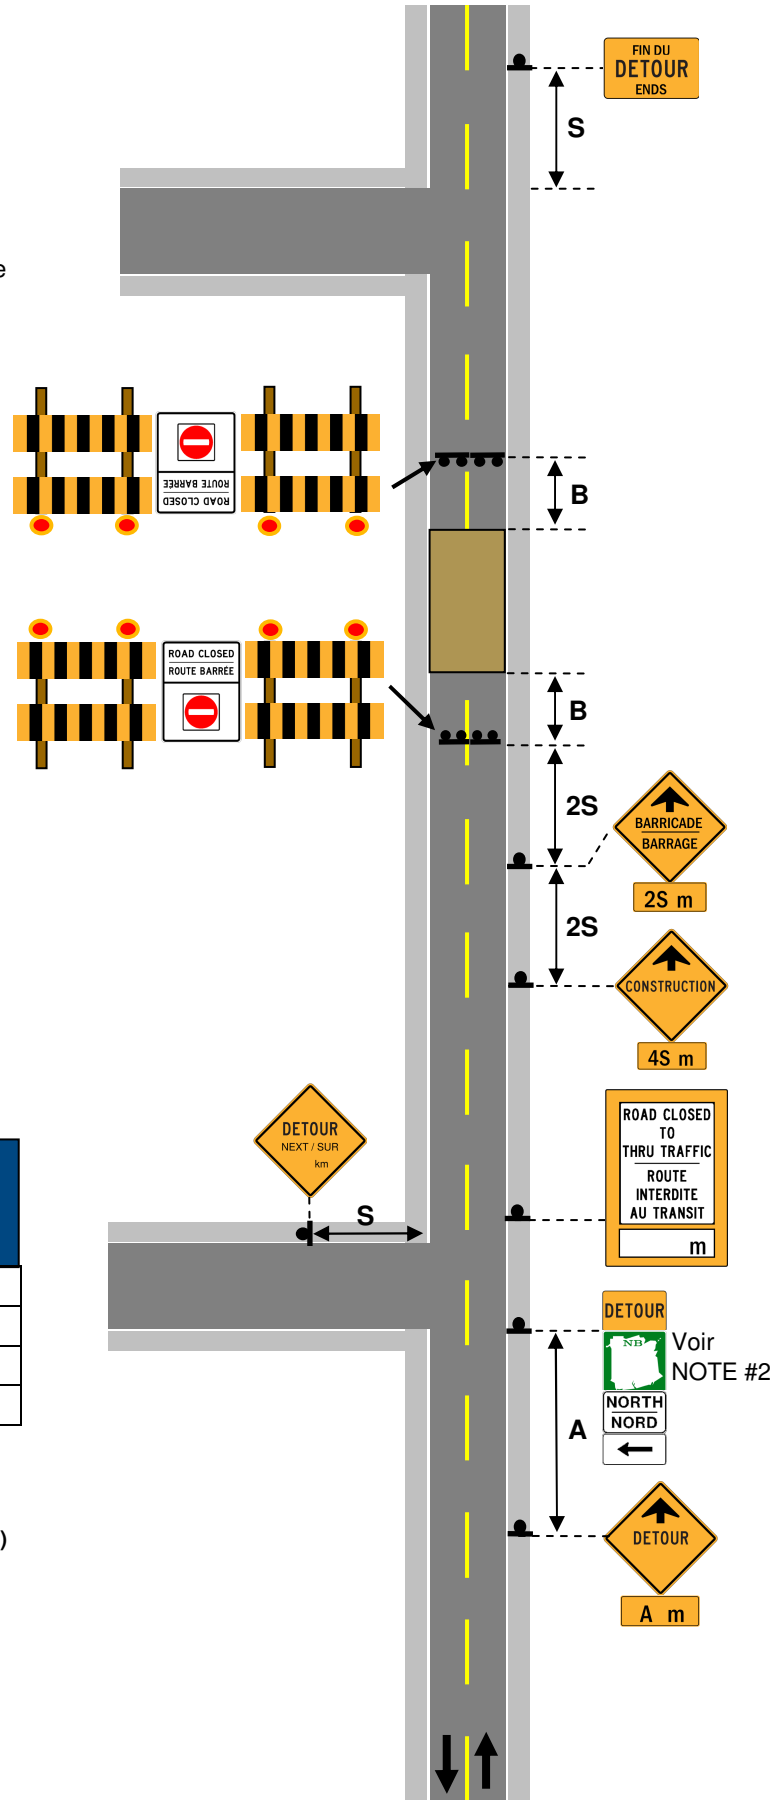 FIN DU
DETOUR
ENDS
S
e
ROAD CLOSED
ROUTE BARRÉE
B
ROAD CLOSED
ROUTE BARRÉE
B
2S
BARRICADE
BARRAGE
2S m
2S
CONSTRUCTION
4S m
ROAD CLOSED
TO
THRU TRAFFIC
ROUTE
INTERDITE
AU TRANSIT
m
DETOUR
NEXT / SUR
km
S
DETOUR
NB
Voir
NOTE #2
NORTH
NORD
A
)
DETOUR
A m